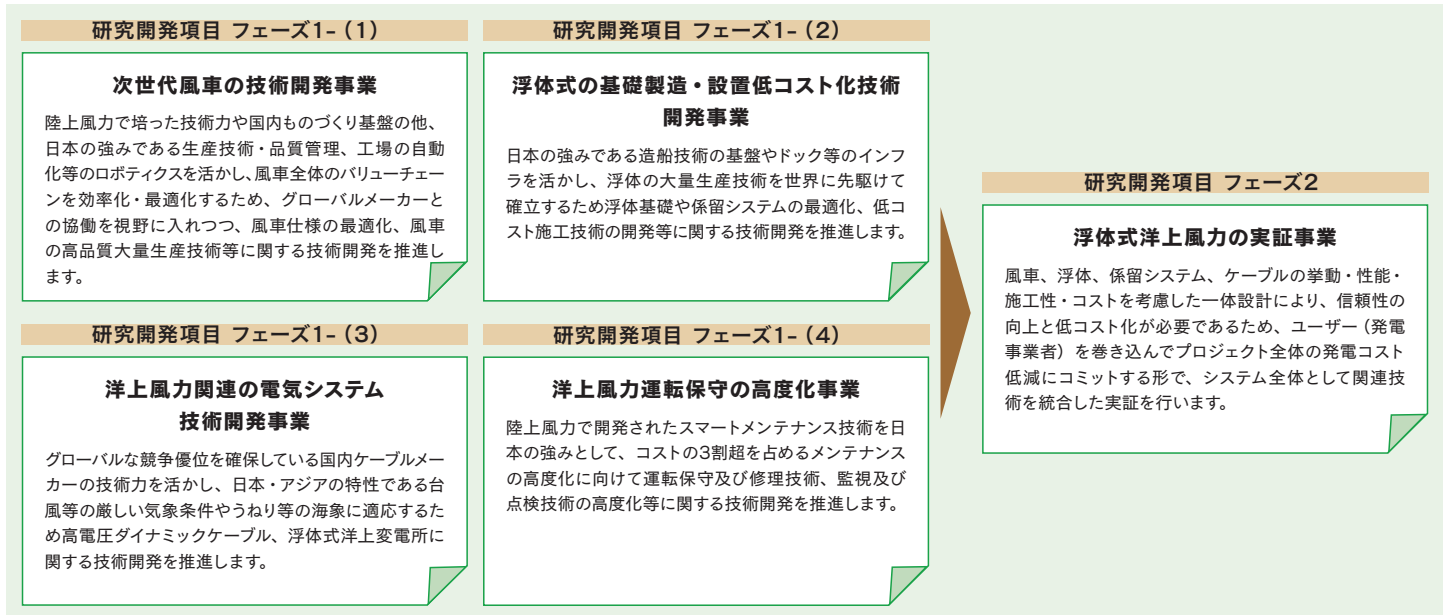 研究開発項目 フェーズ1-（1）
次世代風車の技術開発事業
陸上風力で培った技術力や国内ものづくり基盤の他、
日本の強みである生産技術・品質管理、工場の自動
化等のロボティクスを活かし、風車全体のバリューチェー
ンを効率化・最適化するため、グローバルメーカーと
の協働を視野に入れつつ、風車仕様の最適化、風車
の高品質大量生産技術等に関する技術開発を推進し
ます。
研究開発項目 フェーズ1-（2）
浮体式の基礎製造・設置低コスト化技術
開発事業
日本の強みである造船技術の基盤やドック等のインフ
ラを活かし、浮体の大量生産技術を世界に先駆けて
確立するため浮体基礎や係留システムの最適化、低コ
スト施工技術の開発等に関する技術開発を推進します。
研究開発項目 フェーズ1-（3）
洋上風力関連の電気システム
技術開発事業
グローバルな競争優位を確保している国内ケーブルメー
カーの技術力を活かし、日本・アジアの特性である台
風等の厳しい気象条件やうねり等の海象に適応するた
め高電圧ダイナミックケーブル、浮体式洋上変電所に
関する技術開発を推進します。
研究開発項目 フェーズ1-（4）
洋上風力運転保守の高度化事業
陸上風力で開発されたスマートメンテナンス技術を日
本の強みとして、コストの3割超を占めるメンテナンス
の高度化に向けて運転保守及び修理技術、監視及び
点検技術の高度化等に関する技術開発を推進します。
研究開発項目 フェーズ2
浮体式洋上風力の実証事業
風車、浮体、係留システム、ケーブルの挙動・性能・
施工性・コストを考慮した一体設計により、信頼性の
向上と低コスト化が必要であるため、ユーザー（発電
事業者）を巻き込んでプロジェクト全体の発電コスト
低減にコミットする形で、システム全体として関連技
術を統合した実証を行います。